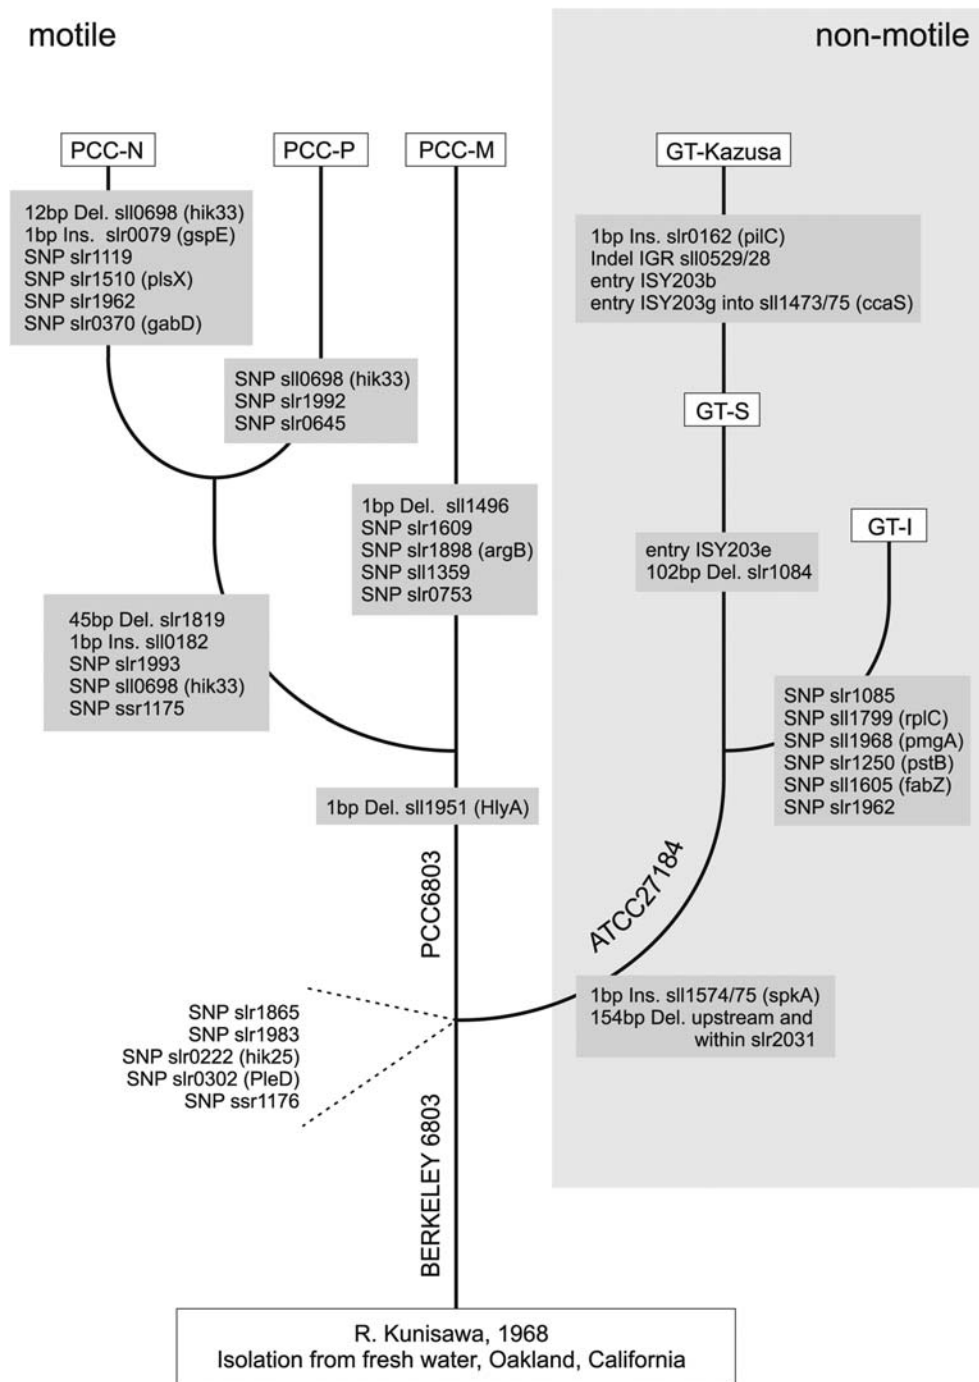 motile
non-motile
PCC-N
PCC-P
PCC-M
GT-Kazusa
12bp Del. sll0698 (hik33)
1bp Ins. slr0079 (gspE)
SNP slr1119
SNP slr1510 (plsX)
SNP slr1962
SNP slr0370 (gabD)
1bp Ins. slr0162 (pilC)
Indel IGR sll0529/28
entry ISY203b
entry ISY203g into sll1473/75 (ccaS)
SNP sll0698 (hik33)
SNP slr1992
SNP slr0645
GT-S
1bp Del. sll1496
SNP slr1609
SNP slr1898 (argB)
SNP sll1359
SNP slr0753
GT-I
entry ISY203e
102bp Del. slr1084
45bp Del. slr1819
1bp Ins. sll0182
SNP slr1993
SNP sll0698 (hik33)
SNP ssr1175
SNP slr1085
SNP sll1799 (rplC)
SNP sll1968 (pmgA)
SNP slr1250 (pstB)
SNP sll1605 (fabZ)
SNP slr1962
1bp Del. sll1951 (HlyA)
PCC6803
ATCC27184
1bp Ins. sll1574/75 (spkA)
154bp Del. upstream and
within slr2031
SNP slr1865
SNP slr1983
SNP slr0222 (hik25)
SNP slr0302 (PleD)
SNP ssr1176
BERKELEY 6803
R. Kunisawa, 1968
Isolation from fresh water, Oakland, California